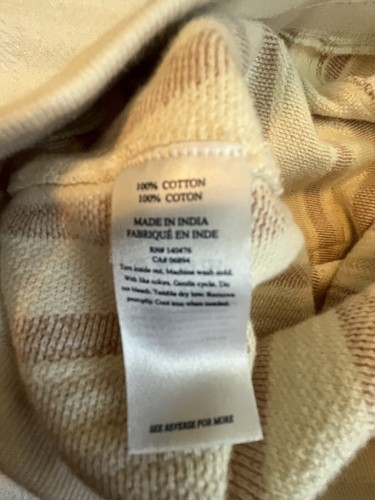 100% COTTON
100% COTON
MADE IN INDIA
FABRIQUÉ EN INDE
RN# 140476
CA# 56894
Turn inside out. Machine wash cold.
With like colors. Gentle cycle. Do
not bleach. Tumble dry low. Remove
promptly. Cool iron when needed.
SEE REVERSE FOR MORE